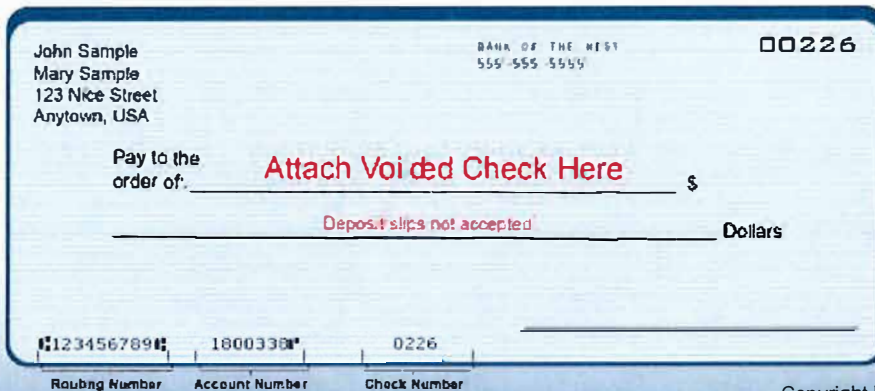 John Sample
Mary Sample
123 Nice Street
Anytown, USA
BANK OF THE WEST
555-555-5555
00226
Pay to the
order of:
Attach Voided Check Here
$
Deposit slips not accepted
Dollars
⑆123456789⑆ 1800338⑈ 0226
Routing Number Account Number Check Number
Copyright